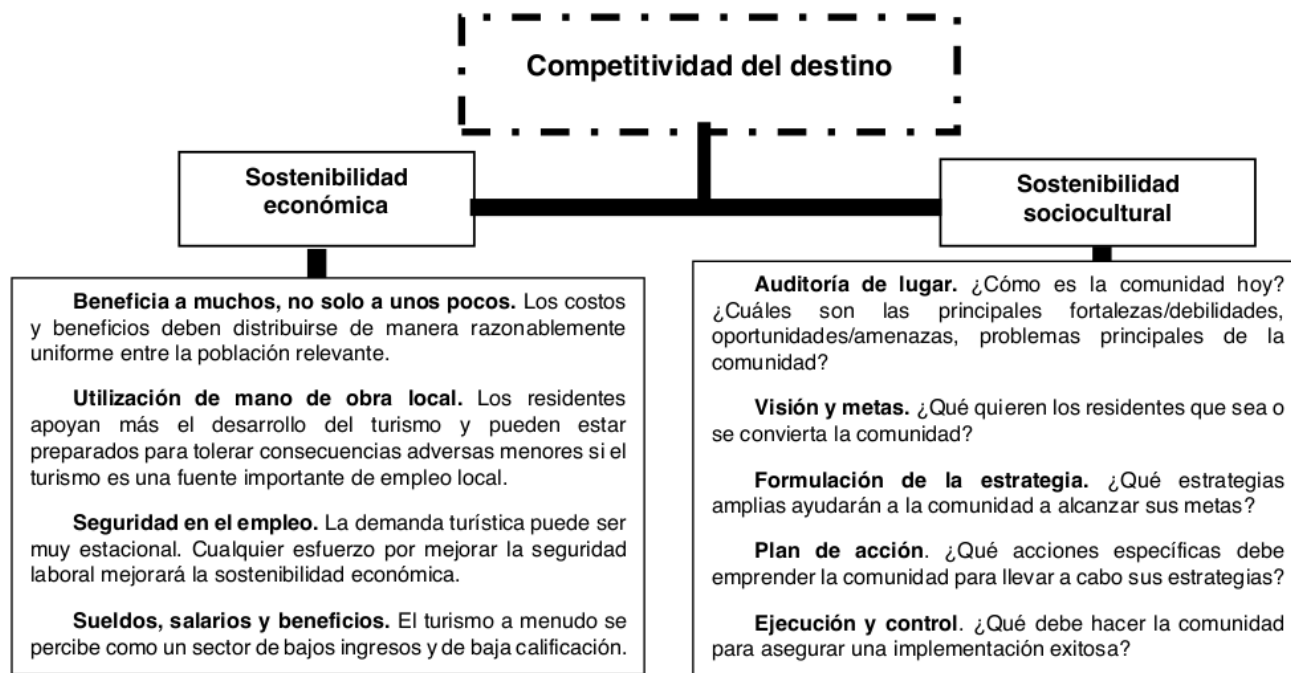 Competitividad del destino
Sostenibilidad
económica
Sostenibilidad
sociocultural
Beneficia a muchos, no solo a unos pocos. Los costos
y beneficios deben distribuirse de manera razonablemente
uniforme entre la población relevante.
Utilización de mano de obra local. Los residentes
apoyan más el desarrollo del turismo y pueden estar
preparados para tolerar consecuencias adversas menores si el
turismo es una fuente importante de empleo local.
Seguridad en el empleo. La demanda turística puede ser
muy estacional. Cualquier esfuerzo por mejorar la seguridad
laboral mejorará la sostenibilidad económica.
Sueldos, salarios y beneficios. El turismo a menudo se
percibe como un sector de bajos ingresos y de baja calificación.
Auditoría de lugar. ¿Cómo es la comunidad hoy?
¿Cuáles son las principales fortalezas/debilidades,
oportunidades/amenazas, problemas principales de la
comunidad?
Visión y metas. ¿Qué quieren los residentes que sea o
se convierta la comunidad?
Formulación de la estrategia. ¿Qué estrategias
amplias ayudarán a la comunidad a alcanzar sus metas?
Plan de acción. ¿Qué acciones específicas debe
emprender la comunidad para llevar a cabo sus estrategias?
Ejecución y control. ¿Qué debe hacer la comunidad
para asegurar una implementación exitosa?